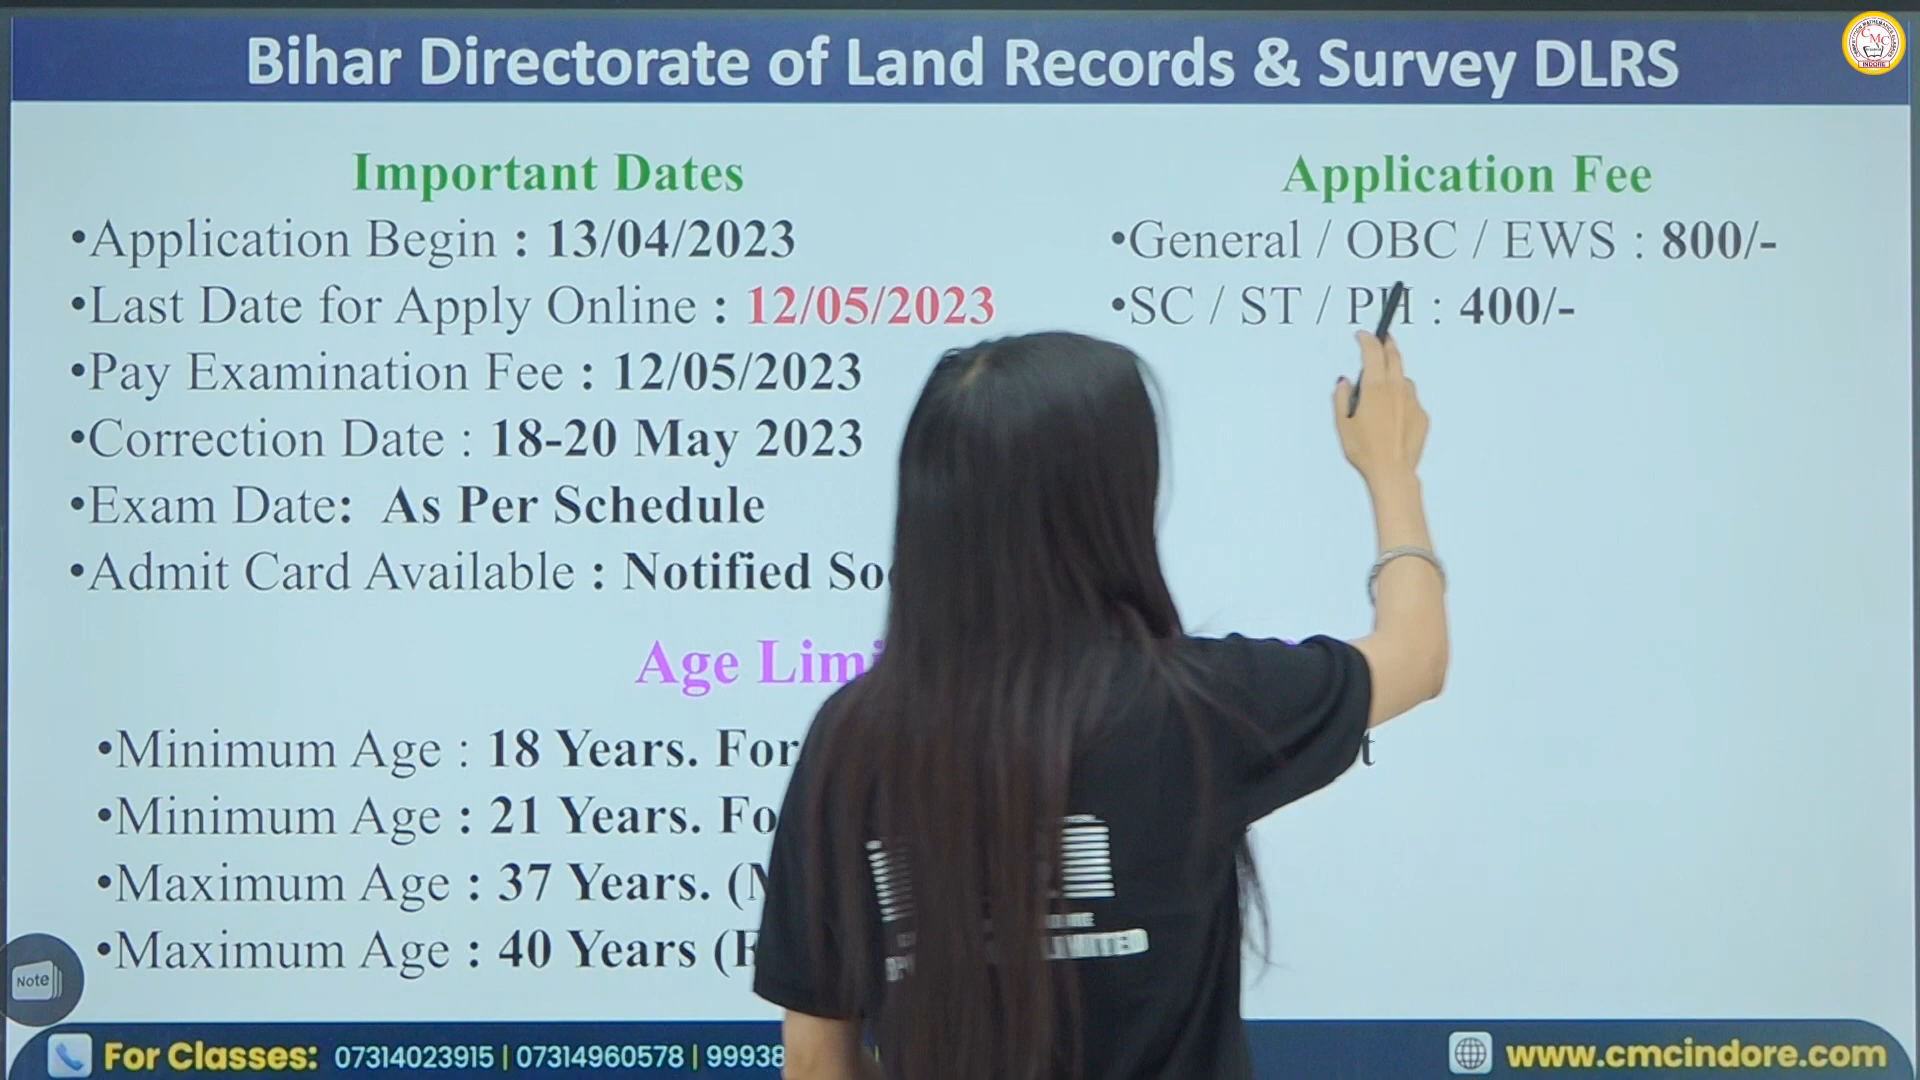 Bihar Directorate of Land Records & Survey DLRS
Important Dates
•Application Begin : 13/04/2023
•Last Date for Apply Online : 12/05/2023
•Pay Examination Fee : 12/05/2023
•Correction Date : 18-20 May 2023
•Exam Date: As Per Schedule
•Admit Card Available : Notified
Application Fee
•General / OBC / EWS : 800/-
•SC / ST / PH : 400/-
Age
•Minimum Age : 18 Years. For
•Minimum Age : 21 Years.
•Maximum Age : 37 Years.
•Maximum Age : 40 Years
Note
For Classes: 07314023915 | 07314960578 | 99938
www.cmcindore.com
CMC
INDORE